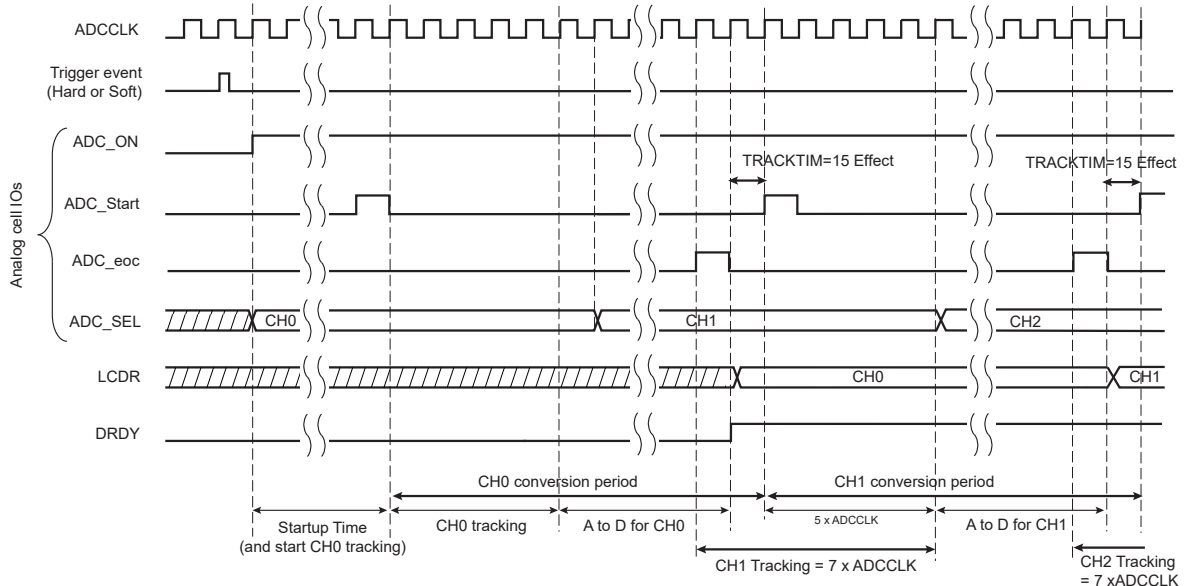 ADCCLK
Trigger event
(Hard or Soft)
Analog cell IOs
ADC_ON
TRACKTIM=15 Effect
TRACKTIM=15 Effect
ADC_Start
ADC_eoc
ADC_SEL
CH0
CH1
CH2
LCDR
CH0
CH1
DRDY
CH0 conversion period
CH1 conversion period
Startup Time
(and start CH0 tracking)
CH0 tracking
A to D for CH0
5 x ADCCLK
A to D for CH1
CH1 Tracking = 7 x ADCCLK
CH2 Tracking
= 7 xADCCLK